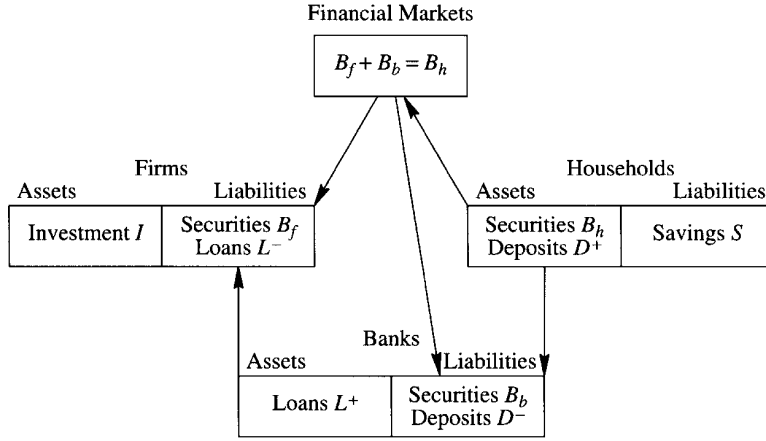 Financial Markets
B_f + B_b = B_h
Firms
Assets Liabilities
Investment I
Securities B_f
Loans L⁻
Households
Assets Liabilities
Securities B_h
Deposits D⁺
Savings S
Banks
Assets Liabilities
Loans L⁺
Securities B_b
Deposits D⁻